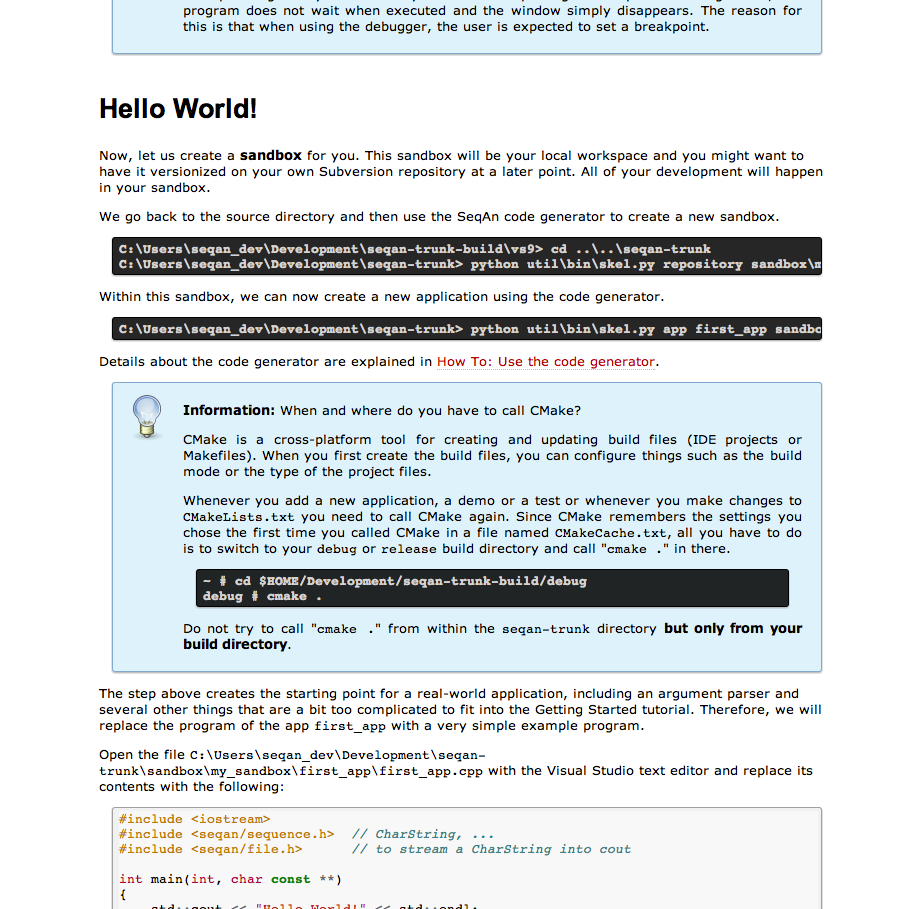 program does not wait when executed and the window simply disappears. The reason for
this is that when using the debugger, the user is expected to set a breakpoint.
Hello World!
Now, let us create a sandbox for you. This sandbox will be your local workspace and you might want to
have it versionized on your own Subversion repository at a later point. All of your development will happen
in your sandbox.
We go back to the source directory and then use the SeqAn code generator to create a new sandbox.
C:\Users\seqan_dev\Development\seqan-trunk-build\vs9> cd ..\..\seqan-trunk
C:\Users\seqan_dev\Development\seqan-trunk> python util\bin\skel.py repository sandbox\
Within this sandbox, we can now create a new application using the code generator.
C:\Users\seqan_dev\Development\seqan-trunk> python util\bin\skel.py app first_app sandbo
Details about the code generator are explained in How To: Use the code generator.
Information: When and where do you have to call CMake?
CMake is a cross-platform tool for creating and updating build files (IDE projects or
Makefiles). When you first create the build files, you can configure things such as the build
mode or the type of the project files.
Whenever you add a new application, a demo or a test or whenever you make changes to
CMakeLists.txt you need to call CMake again. Since CMake remembers the settings you
chose the first time you called CMake in a file named CMakeCache.txt, all you have to do
is to switch to your debug or release build directory and call "cmake ." in there.
~ # cd $HOME/Development/seqan-trunk-build/debug
debug # cmake .
Do not try to call "cmake ." from within the seqan-trunk directory but only from your
build directory.
The step above creates the starting point for a real-world application, including an argument parser and
several other things that are a bit too complicated to fit into the Getting Started tutorial. Therefore, we will
replace the program of the app first_app with a very simple example program.
Open the file C:\Users\seqan_dev\Development\seqan-
trunk\sandbox\my_sandbox\first_app\first_app.cpp with the Visual Studio text editor and replace its
contents with the following:
#include <iostream>
#include <seqan/sequence.h> // CharString, ...
#include <seqan/file.h> // to stream a CharString into cout
int main(int, char const **)
{
std::cout << "Hello World!" << std::endl;